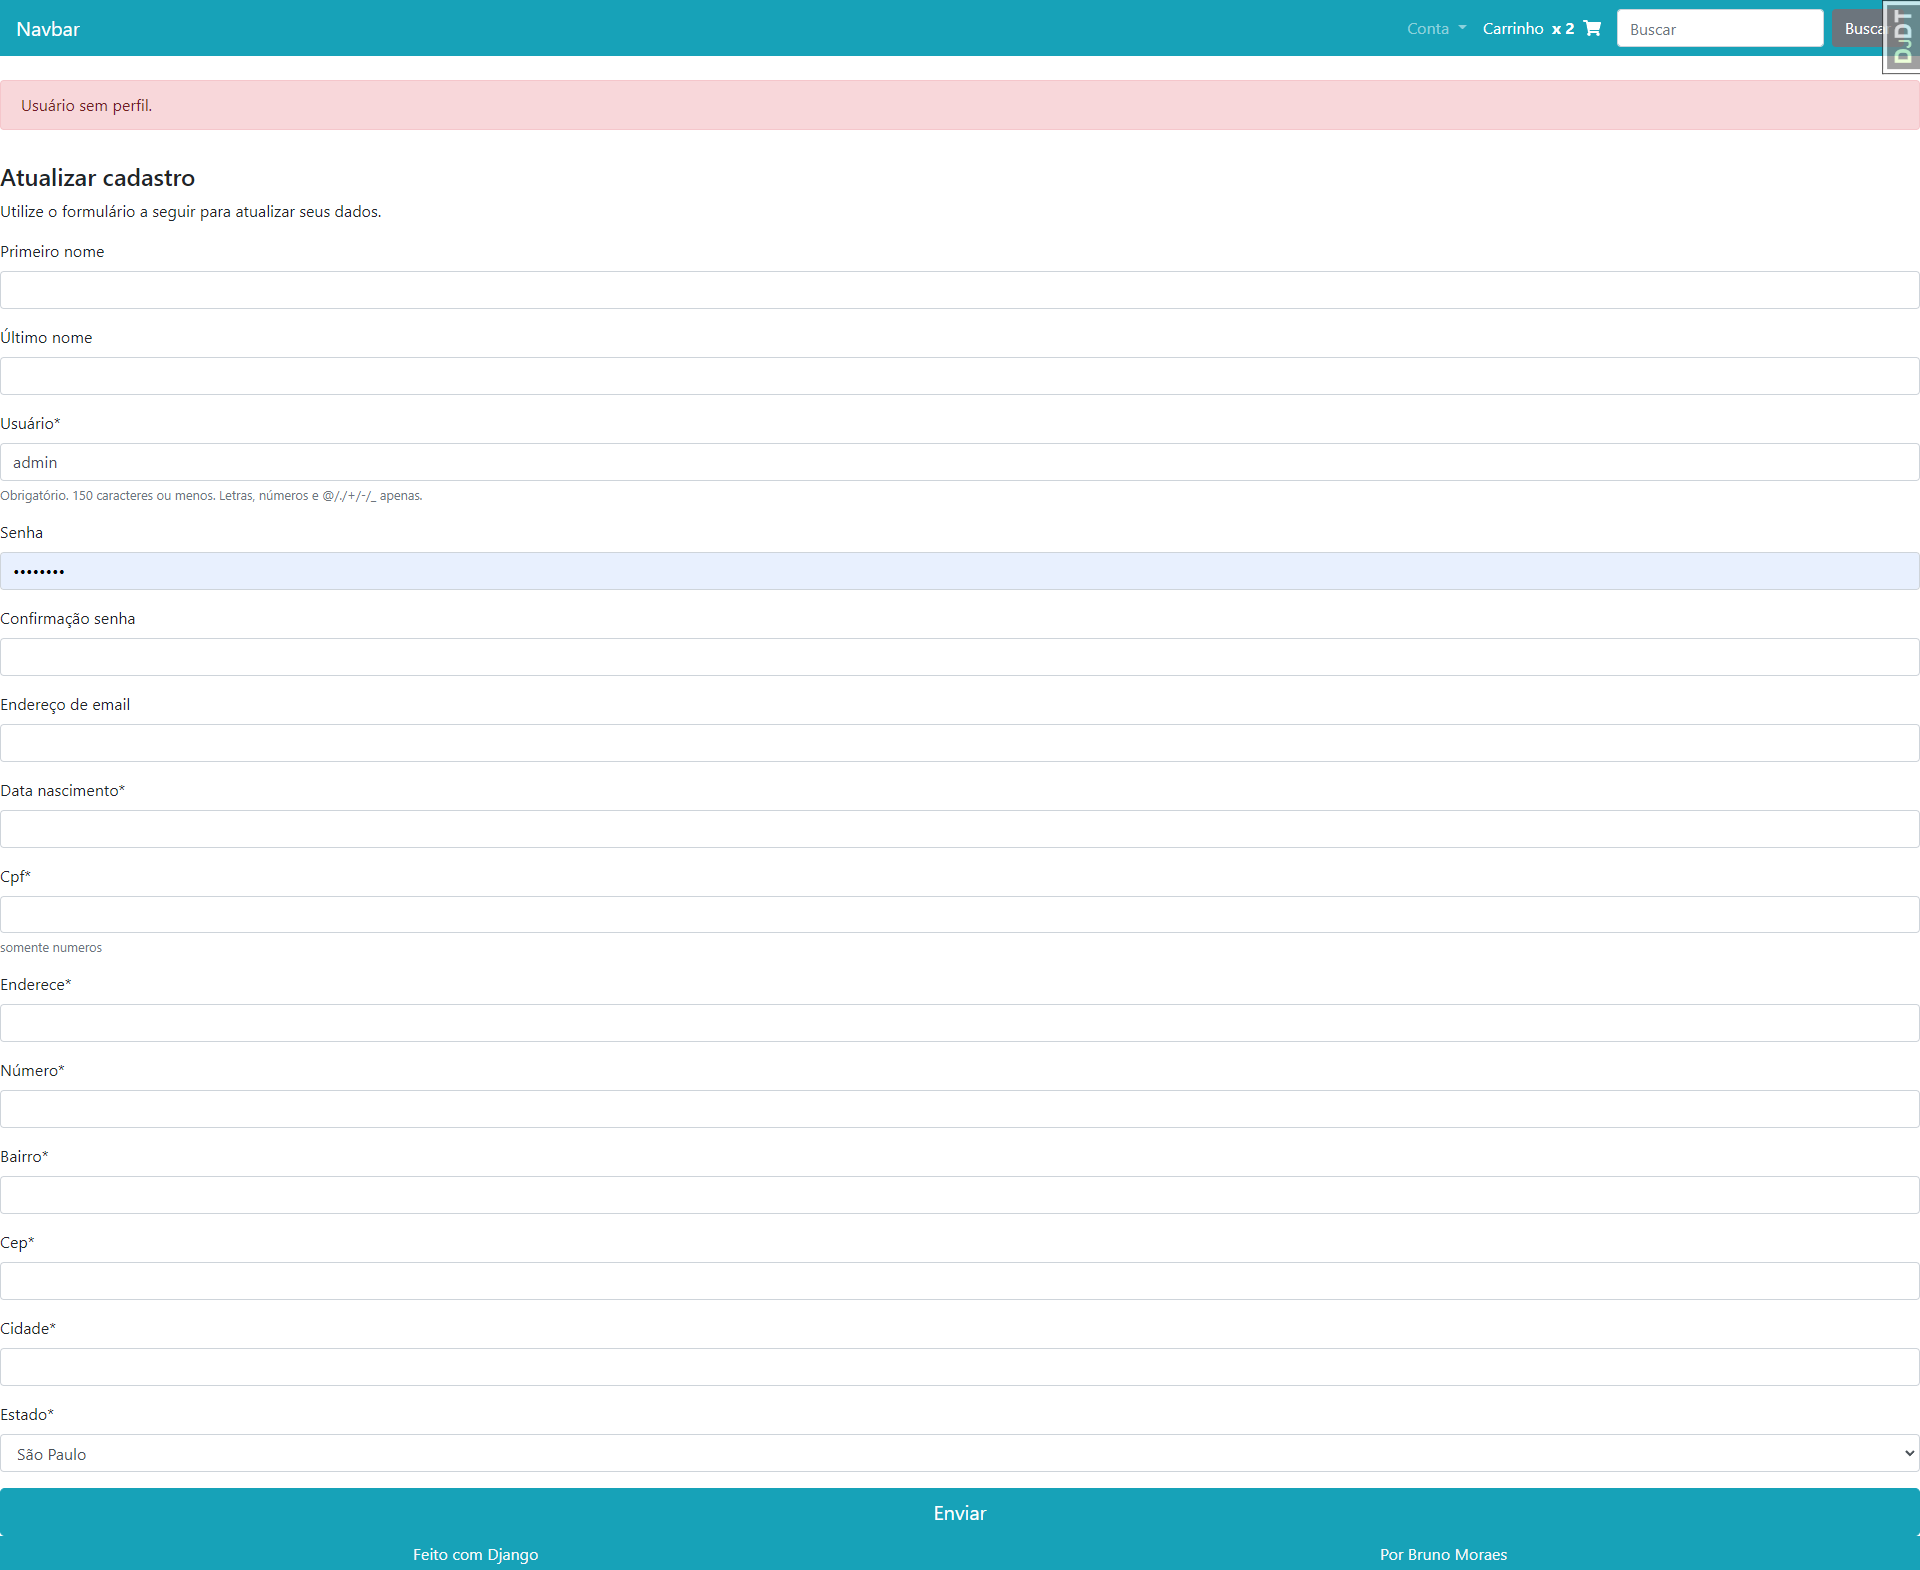 Navbar
Conta
Carrinho x 2
Buscar
Busca
DJDT
Usuário sem perfil.
Atualizar cadastro
Utilize o formulário a seguir para atualizar seus dados.
Primeiro nome
Último nome
Usuário*
admin
Obrigatório. 150 caracteres ou menos. Letras, números e @/./+/-/_ apenas.
Senha
••••••••
Confirmação senha
Endereço de email
Data nascimento*
Cpf*
somente numeros
Enderece*
Número*
Bairro*
Cep*
Cidade*
Estado*
São Paulo
Enviar
Feito com Django
Por Bruno Moraes